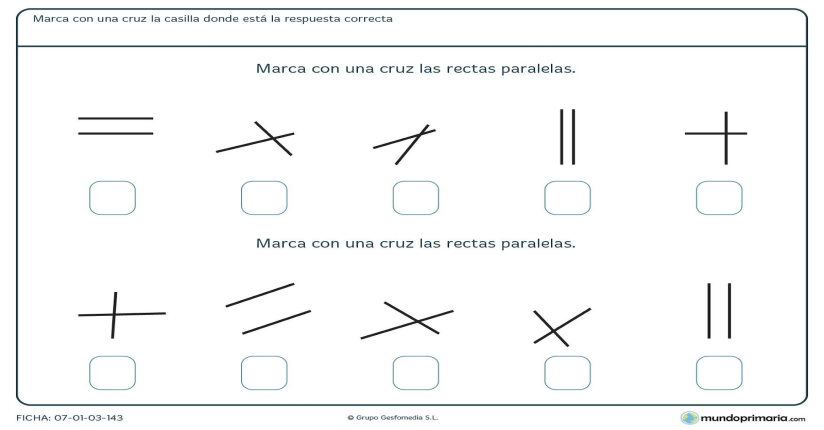 Marca con una cruz la casilla donde está la respuesta correcta
Marca con una cruz las rectas paralelas.
Marca con una cruz las rectas paralelas.
FICHA: 07-01-03-143
© Grupo Gesfomedia S.L.
mundoprimaria.com